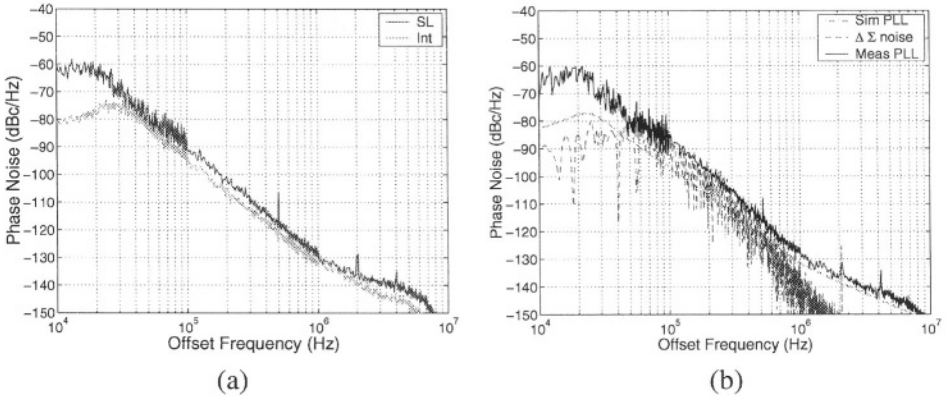 −40
−50
−60
−70
−80
−90
−100
−110
−120
−130
−140
−150
Phase Noise (dBc/Hz)
10^4
10^5
10^6
10^7
Offset Frequency (Hz)
SL
Int
(a)
−40
−50
−60
−70
−80
−90
−100
−110
−120
−130
−140
−150
Phase Noise (dBc/Hz)
10^4
10^5
10^6
10^7
Offset Frequency (Hz)
Sim PLL
Δ Σ noise
Meas PLL
(b)